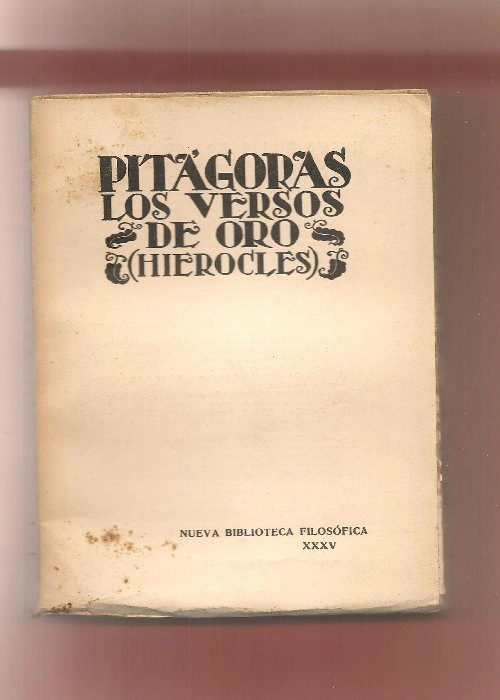 PITÁGORAS
LOS VERSOS
DE ORO
(HIEROCLES)
NUEVA BIBLIOTECA FILOSÓFICA
XXXV